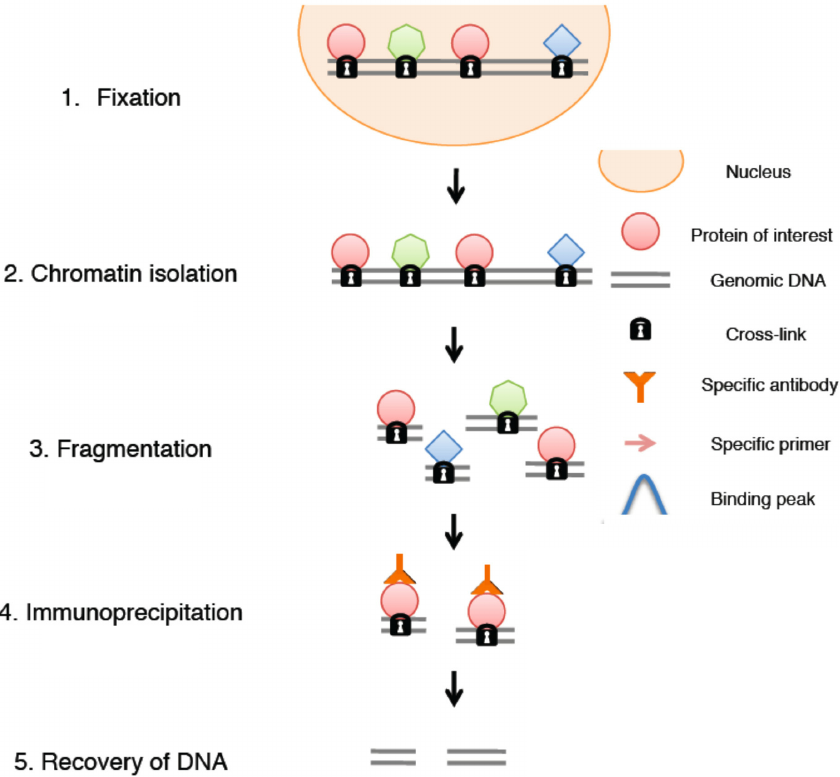 1. Fixation
2. Chromatin isolation
3. Fragmentation
4. Immunoprecipitation
5. Recovery of DNA
Nucleus
Protein of interest
Genomic DNA
Cross-link
Specific antibody
Specific primer
Binding peak